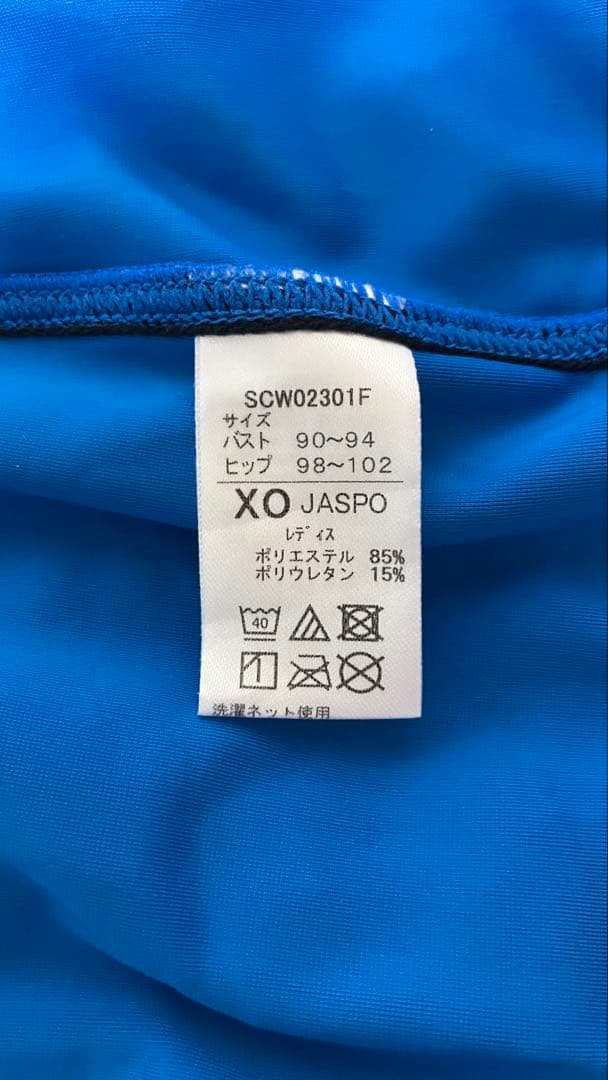 SCW02301F
サイズ
バスト 90～94
ヒップ 98～102
XO JASPO
ﾚﾃﾞｨｽ
ポリエステル 85%
ポリウレタン 15%
40
洗濯ネット使用